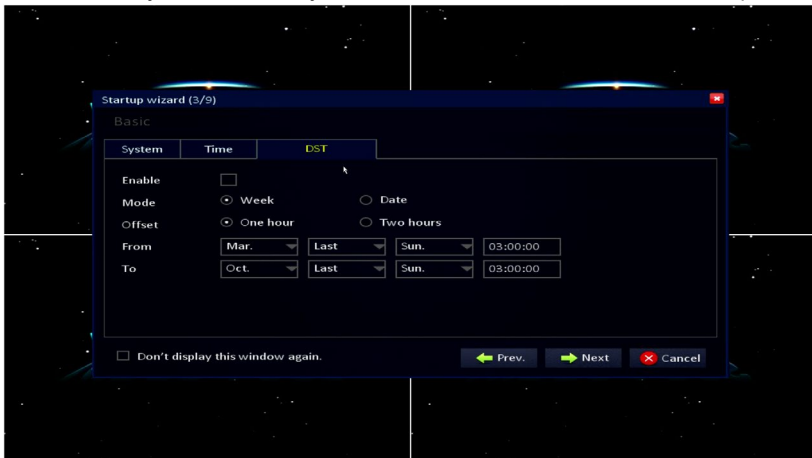 Startup wizard (3/9)
Basic
System Time DST
Enable
Mode Week Date
Offset One hour Two hours
From Mar. Last Sun. 03:00:00
To Oct. Last Sun. 03:00:00
Don't display this window again. Prev. Next Cancel